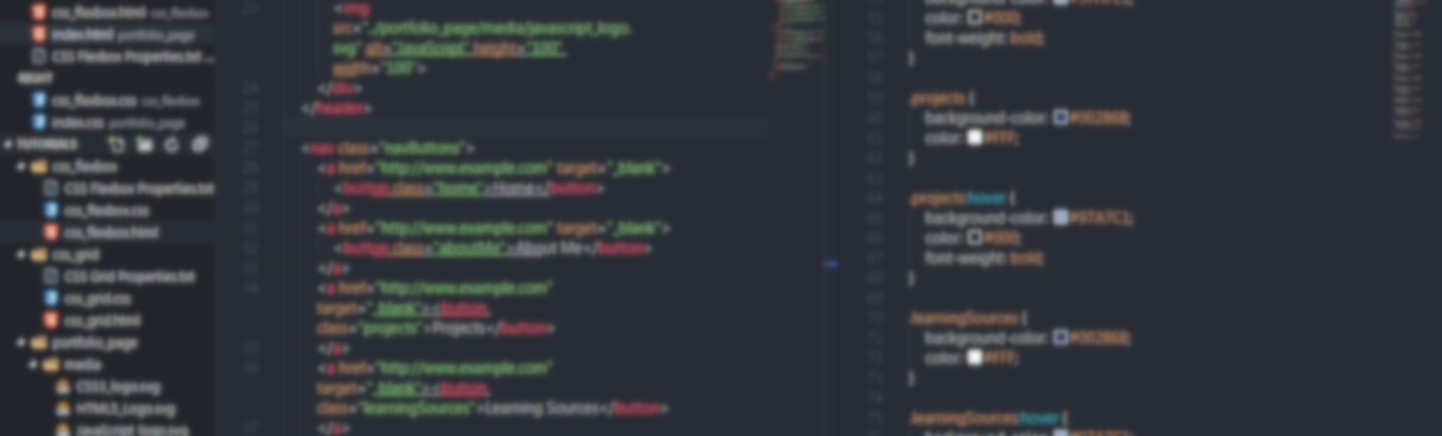 css_flexbox.html css_flexbox
index.html portfolio_page
CSS Flexbox Properties.txt ...
RIGHT
css_flexbox.css css_flexbox
index.css portfolio_page
TUTORIALS
css_flexbox
CSS Flexbox Properties.txt
css_flexbox.css
css_flexbox.html
css_grid
CSS Grid Properties.txt
css_grid.css
css_grid.html
portfolio_page
media
CSS3_logo.svg
HTML5_Logo.svg
JavaScript_logo.svg
<img
src="../portfolio_page/media/javascript_logo.
svg" alt="JavaScript" height="100"
width="100">
</div>
</header>
<nav class="navButtons">
<a href="http://www.example.com" target="_blank">
<button class="home">Home</button>
</a>
<a href="http://www.example.com" target="_blank">
<button class="aboutMe">About Me</button>
</a>
<a href="http://www.example.com"
target="_blank"><button
class="projects">Projects</button>
</a>
<a href="http://www.example.com"
target="_blank"><button
class="learningSources">Learning Sources</button>
</a>
color: #000;
font-weight: bold;
}
.projects {
background-color: #002868;
color: #FFF;
}
.projects:hover {
background-color: #97A7C3;
color: #000;
font-weight: bold;
}
.learningSources {
background-color: #002868;
color: #FFF;
}
.learningSources:hover {